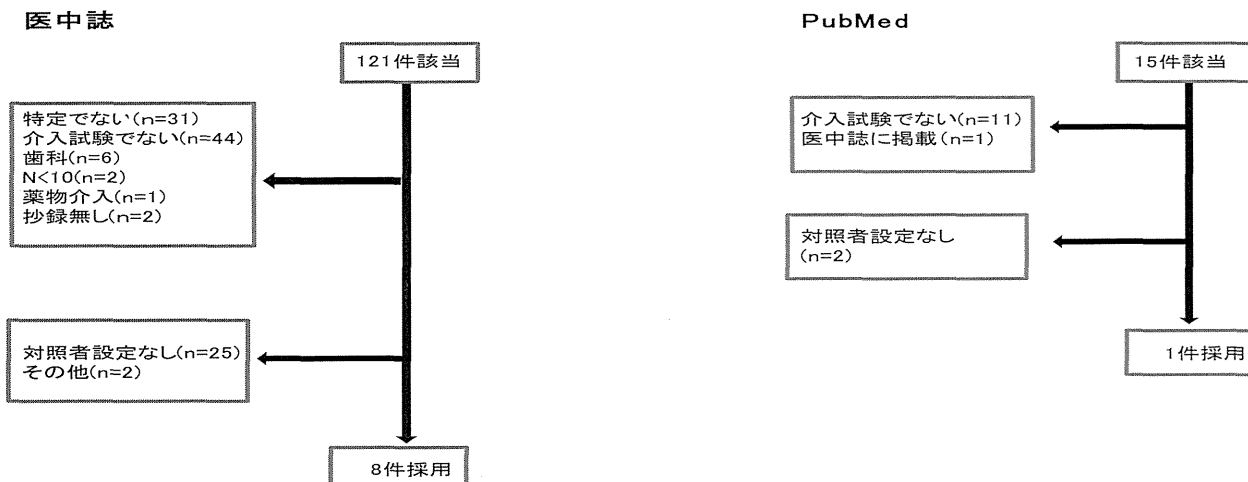 医中誌
121件該当
特定でない(n=31)
介入試験でない(n=44)
歯科(n=6)
N<10(n=2)
薬物介入(n=1)
抄録無し(n=2)
対照者設定なし(n=25)
その他(n=2)
8件採用
PubMed
15件該当
介入試験でない(n=11)
医中誌に掲載(n=1)
対照者設定なし
(n=2)
1件採用